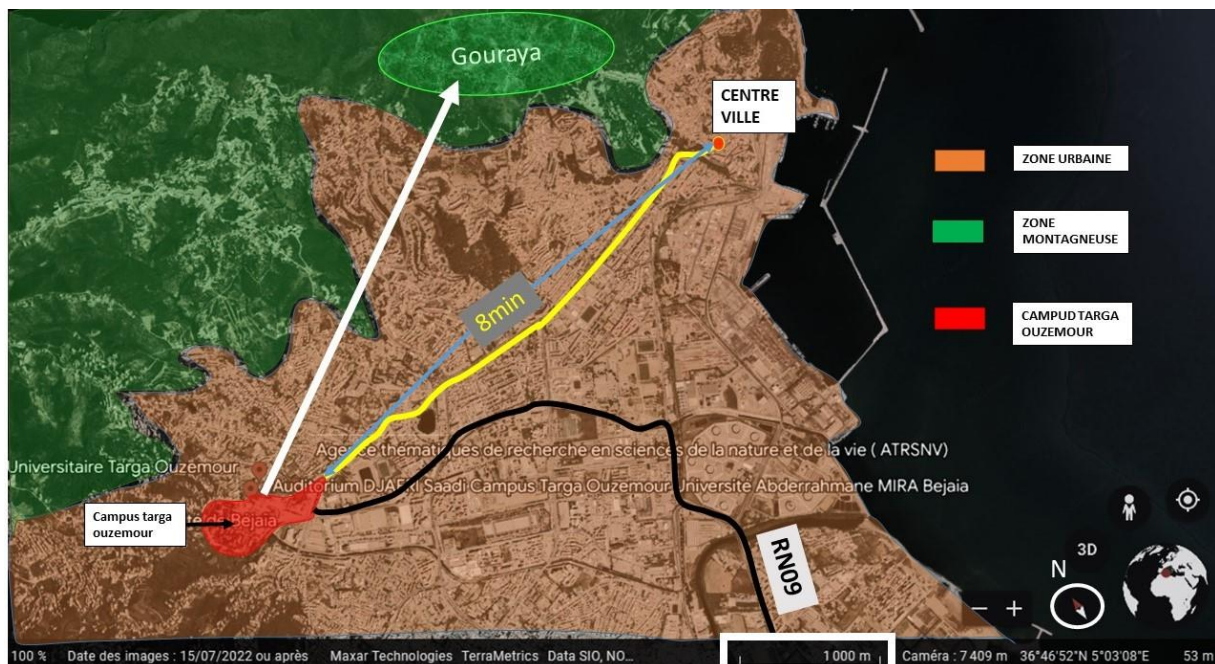 Gouraya
CENTRE
VILLE
ZONE URBAINE
ZONE
MONTAGNEUSE
CAMPUD TARGA
OUZEMOUR
8min
Agence thématiques de recherche en sciences de la nature et de la vie ( ATRSNV)
Universitaire Targa Ouzemour
Auditorium DJAFRI Saadi Campus Targa Ouzemour Université Abderrahmane MIRA Bejaia
Campus targa
ouzemour
de Bejaia
RN09
3D
N
100 % Date des images : 15/07/2022 ou après Maxar Technologies TerraMetrics Data SIO, NO... 1 000 m Caméra : 7 409 m 36°46'52"N 5°03'08"E 53 m